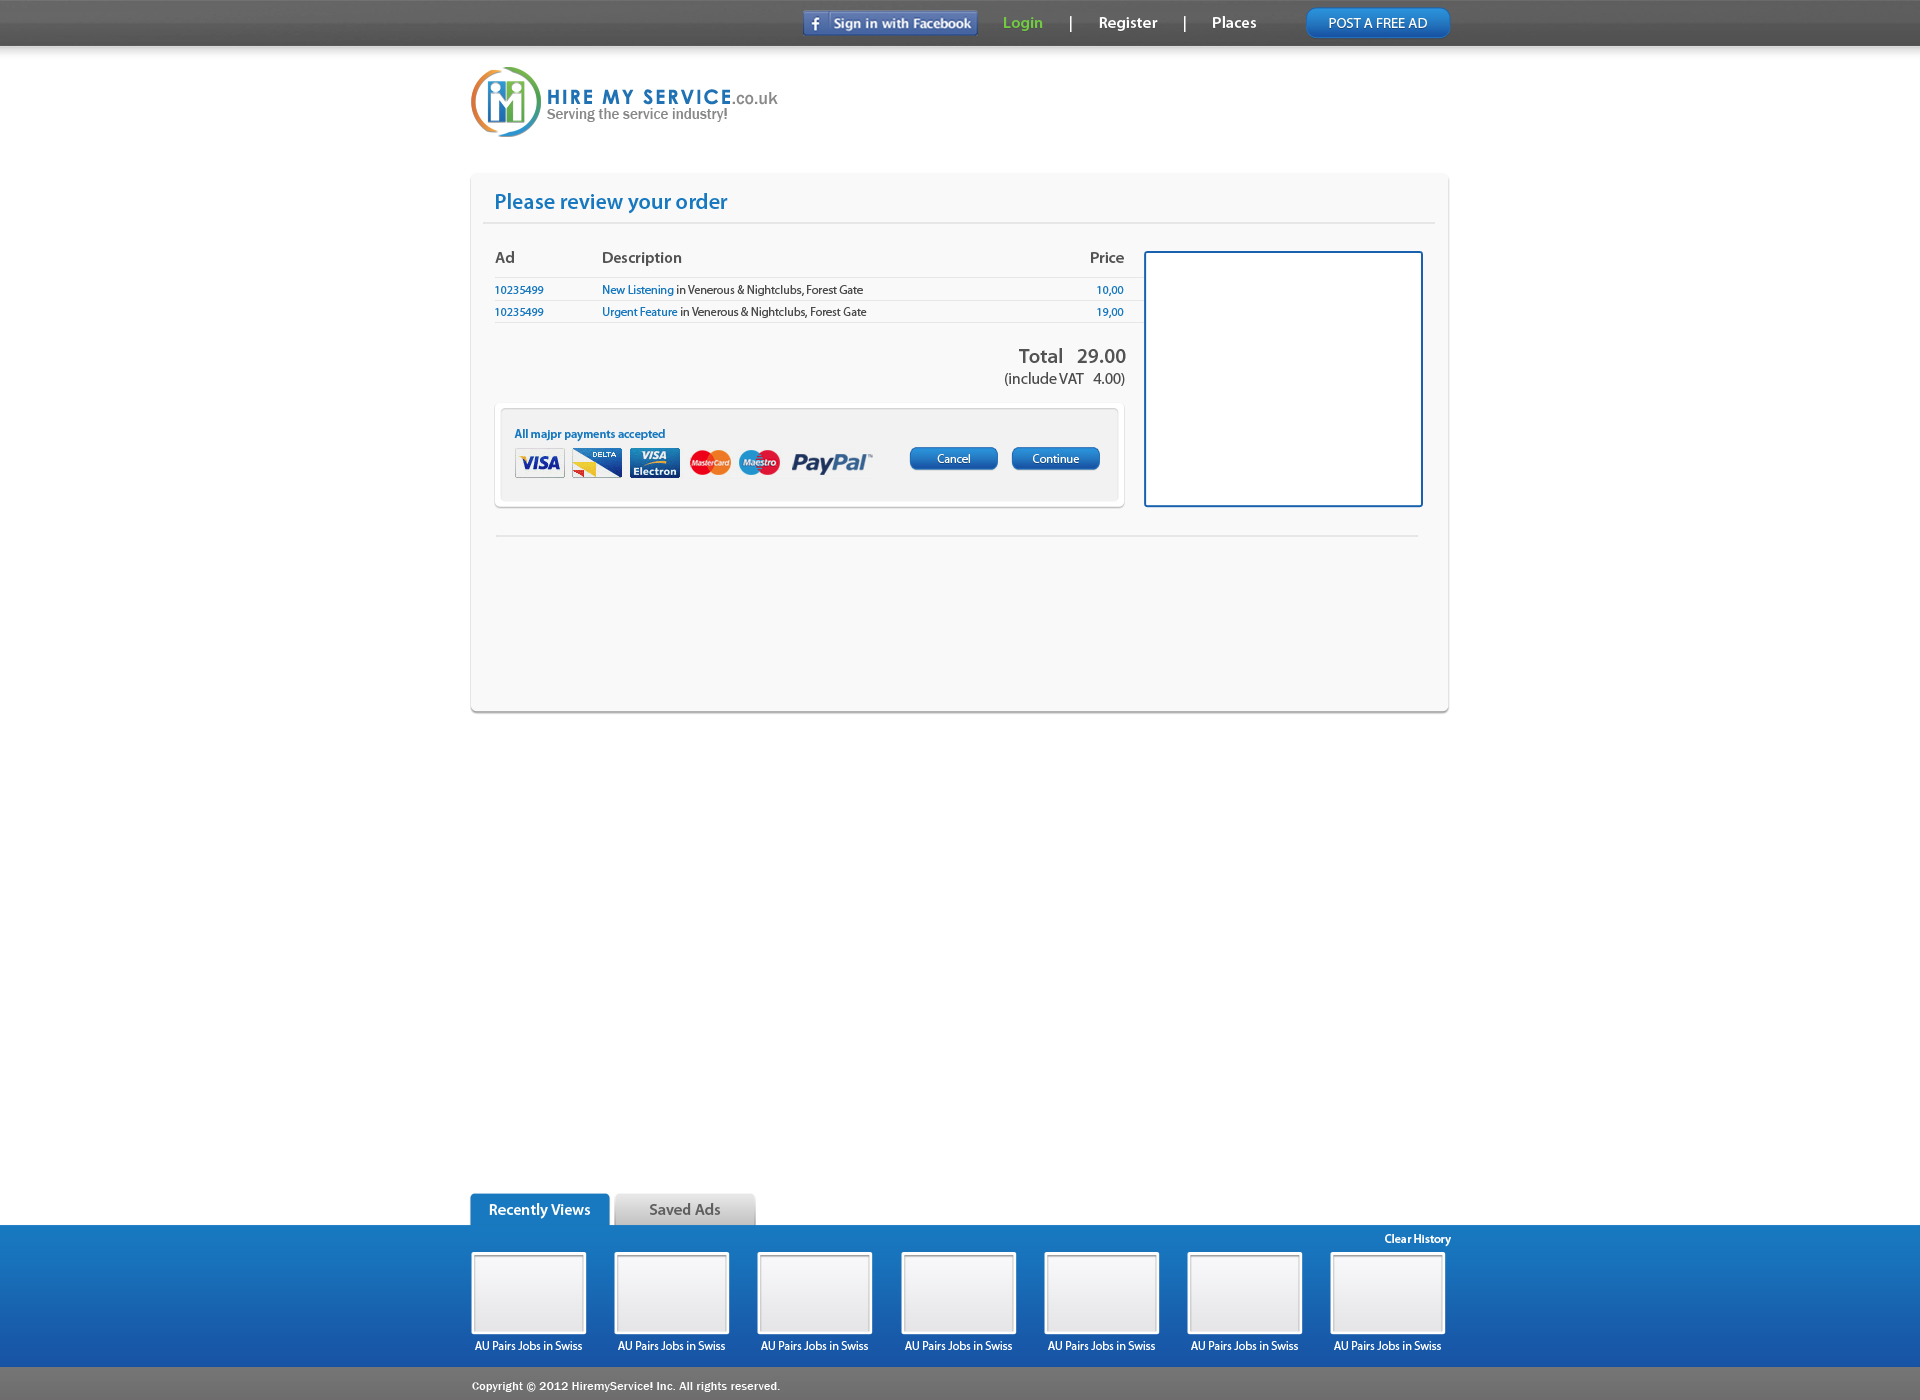 Sign in with Facebook Login | Register | Places POST A FREE AD
HIRE MY SERVICE.co.uk
Serving the service industry!
Please review your order
Ad Description Price
10235499 New Listening in Venerous & Nightclubs, Forest Gate 10,00
10235499 Urgent Feature in Venerous & Nightclubs, Forest Gate 19,00
Total 29.00
(include VAT 4.00)
All majpr payments accepted
VISA DELTA VISA Electron MasterCard Maestro PayPal™ Cancel Continue
Recently Views Saved Ads
Clear History
AU Pairs Jobs in Swiss AU Pairs Jobs in Swiss AU Pairs Jobs in Swiss AU Pairs Jobs in Swiss AU Pairs Jobs in Swiss AU Pairs Jobs in Swiss AU Pairs Jobs in Swiss
Copyright © 2012 HiremyService! Inc. All rights reserved.